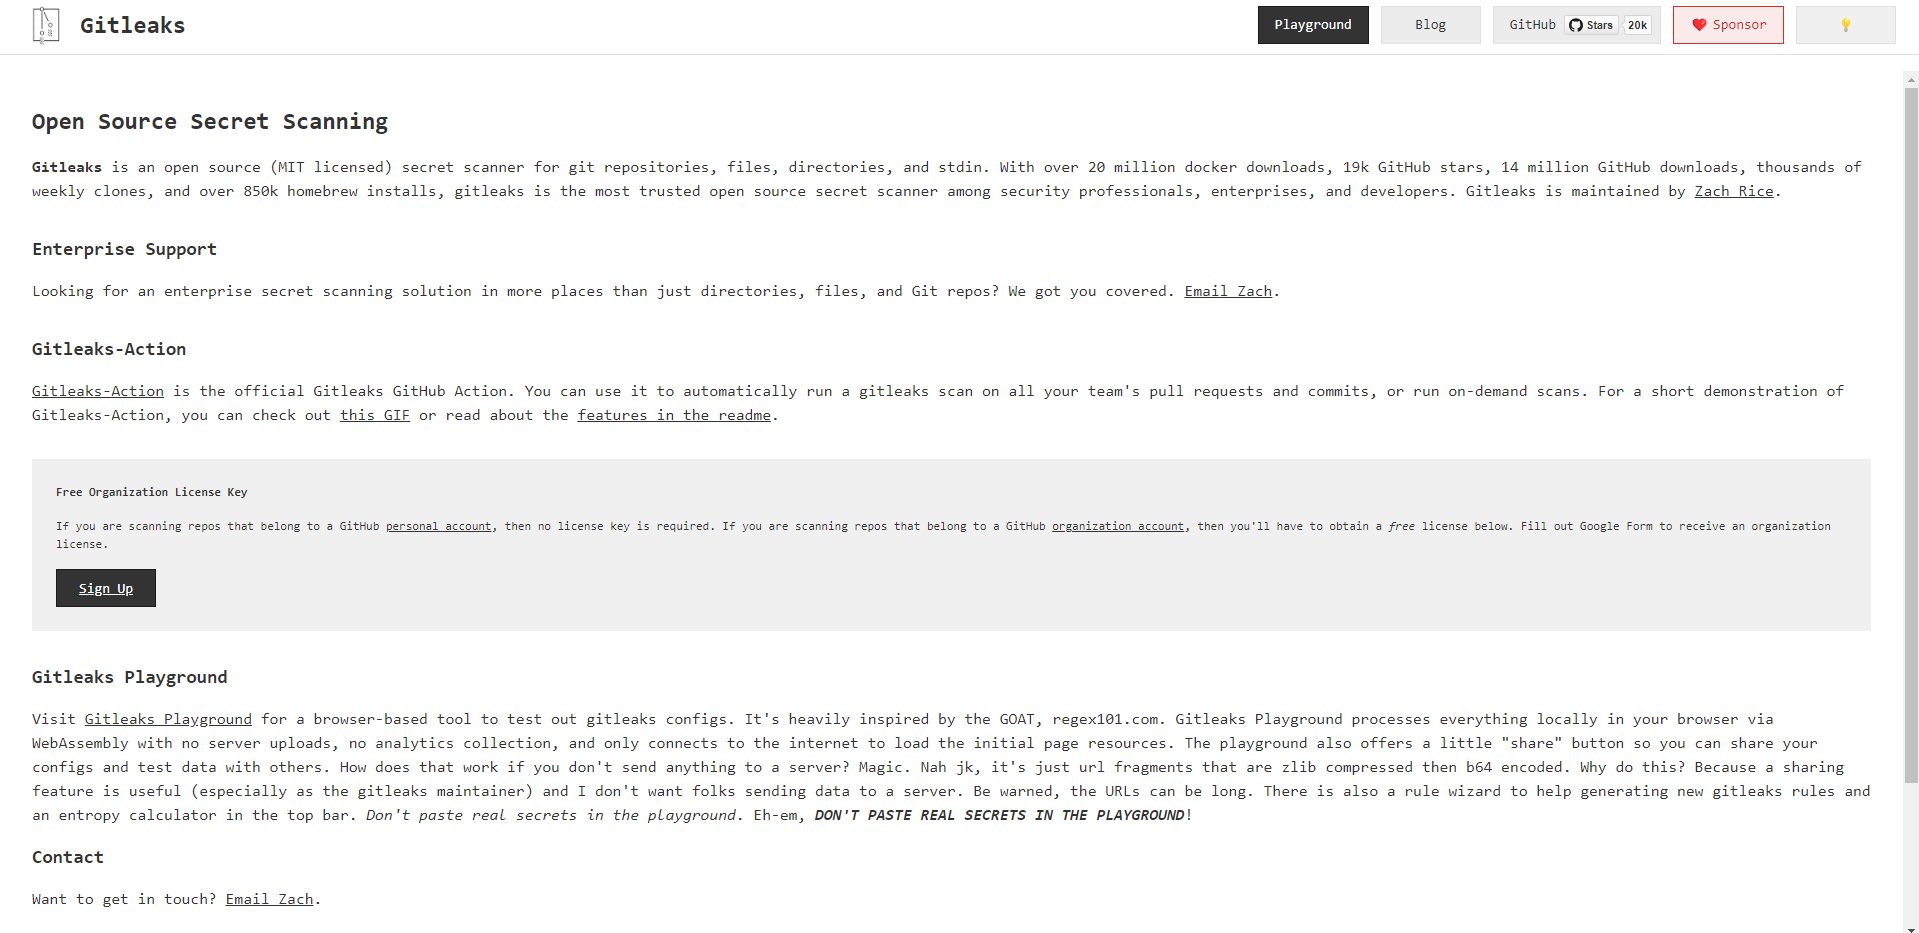 Gitleaks
Playground
Blog
GitHub Stars 20k
Sponsor
Open Source Secret Scanning
Gitleaks is an open source (MIT licensed) secret scanner for git repositories, files, directories, and stdin. With over 20 million docker downloads, 19k GitHub stars, 14 million GitHub downloads, thousands of
weekly clones, and over 850k homebrew installs, gitleaks is the most trusted open source secret scanner among security professionals, enterprises, and developers. Gitleaks is maintained by Zach Rice.
Enterprise Support
Looking for an enterprise secret scanning solution in more places than just directories, files, and Git repos? We got you covered. Email Zach.
Gitleaks-Action
Gitleaks-Action is the official Gitleaks GitHub Action. You can use it to automatically run a gitleaks scan on all your team's pull requests and commits, or run on-demand scans. For a short demonstration of
Gitleaks-Action, you can check out this GIF or read about the features in the readme.
Free Organization License Key
If you are scanning repos that belong to a GitHub personal account, then no license key is required. If you are scanning repos that belong to a GitHub organization account, then you'll have to obtain a free license below. Fill out Google Form to receive an organization
license.
Sign Up
Gitleaks Playground
Visit Gitleaks Playground for a browser-based tool to test out gitleaks configs. It's heavily inspired by the GOAT, regex101.com. Gitleaks Playground processes everything locally in your browser via
WebAssembly with no server uploads, no analytics collection, and only connects to the internet to load the initial page resources. The playground also offers a little "share" button so you can share your
configs and test data with others. How does that work if you don't send anything to a server? Magic. Nah jk, it's just url fragments that are zlib compressed then b64 encoded. Why do this? Because a sharing
feature is useful (especially as the gitleaks maintainer) and I don't want folks sending data to a server. Be warned, the URLs can be long. There is also a rule wizard to help generating new gitleaks rules and
an entropy calculator in the top bar. Don't paste real secrets in the playground. Eh-em, DON'T PASTE REAL SECRETS IN THE PLAYGROUND!
Contact
Want to get in touch? Email Zach.